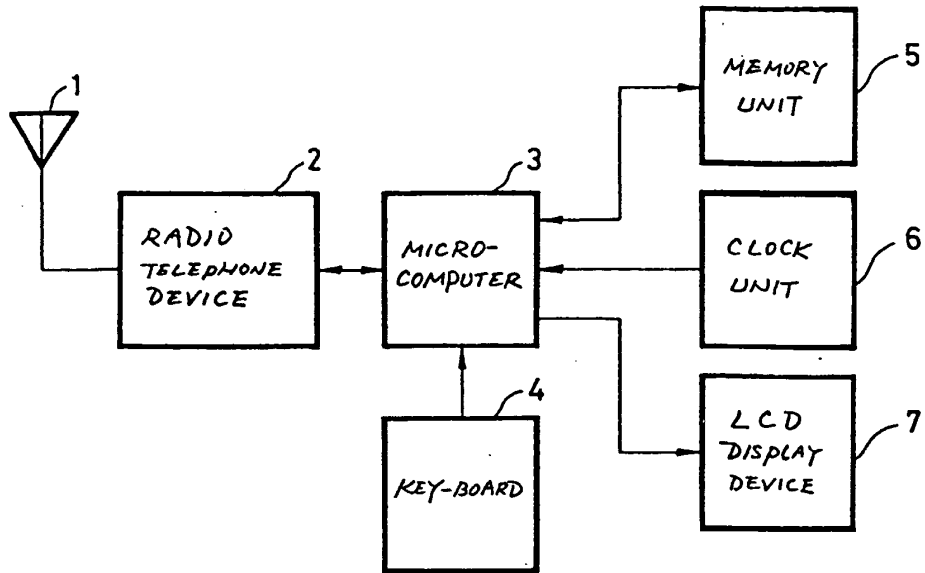 1
2
RADIO
TELEPHONE
DEVICE
3
MICRO-
COMPUTER
4
KEY-BOARD
5
MEMORY
UNIT
6
CLOCK
UNIT
7
LCD
DISPLAY
DEVICE